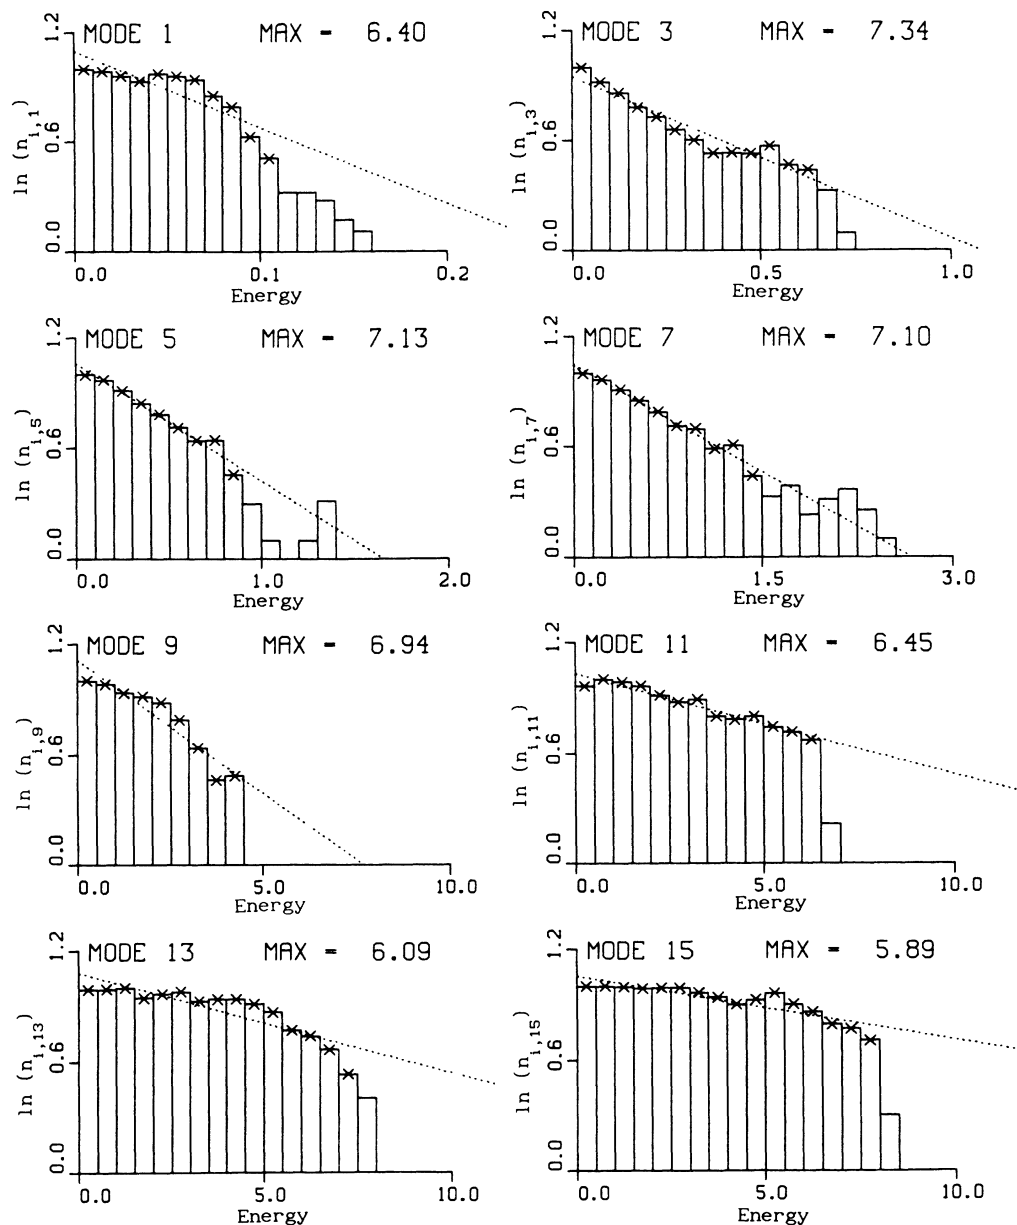 MODE 1 MAX - 6.40
1.2
0.6
0.0
ln (n i,1)
0.0 0.1 0.2
Energy
MODE 3 MAX - 7.34
1.2
0.6
0.0
ln (n i,3)
0.0 0.5 1.0
Energy
MODE 5 MAX - 7.13
1.2
0.6
0.0
ln (n i,5)
0.0 1.0 2.0
Energy
MODE 7 MAX - 7.10
1.2
0.6
0.0
ln (n i,7)
0.0 1.5 3.0
Energy
MODE 9 MAX - 6.94
1.2
0.6
0.0
ln (n i,9)
0.0 5.0 10.0
Energy
MODE 11 MAX - 6.45
1.2
0.6
0.0
ln (n i,11)
0.0 5.0 10.0
Energy
MODE 13 MAX = 6.09
1.2
0.6
0.0
ln (n i,13)
0.0 5.0 10.0
Energy
MODE 15 MAX - 5.89
1.2
0.6
0.0
ln (n i,15)
0.0 5.0 10.0
Energy